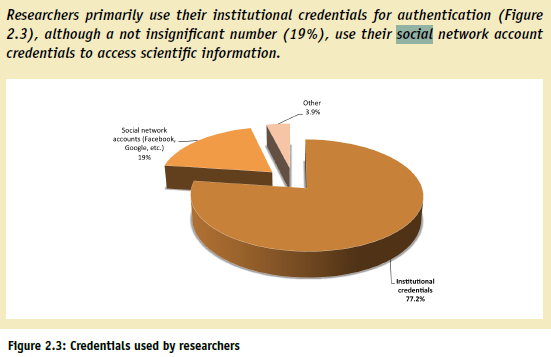 Researchers primarily use their institutional credentials for authentication (Figure
2.3), although a not insignificant number (19%), use their social network account
credentials to access scientific information.
Other
3.9%
Social network
accounts (Facebook,
Google, etc.)
19%
Institutional
credentials
77.2%
Figure 2.3: Credentials used by researchers